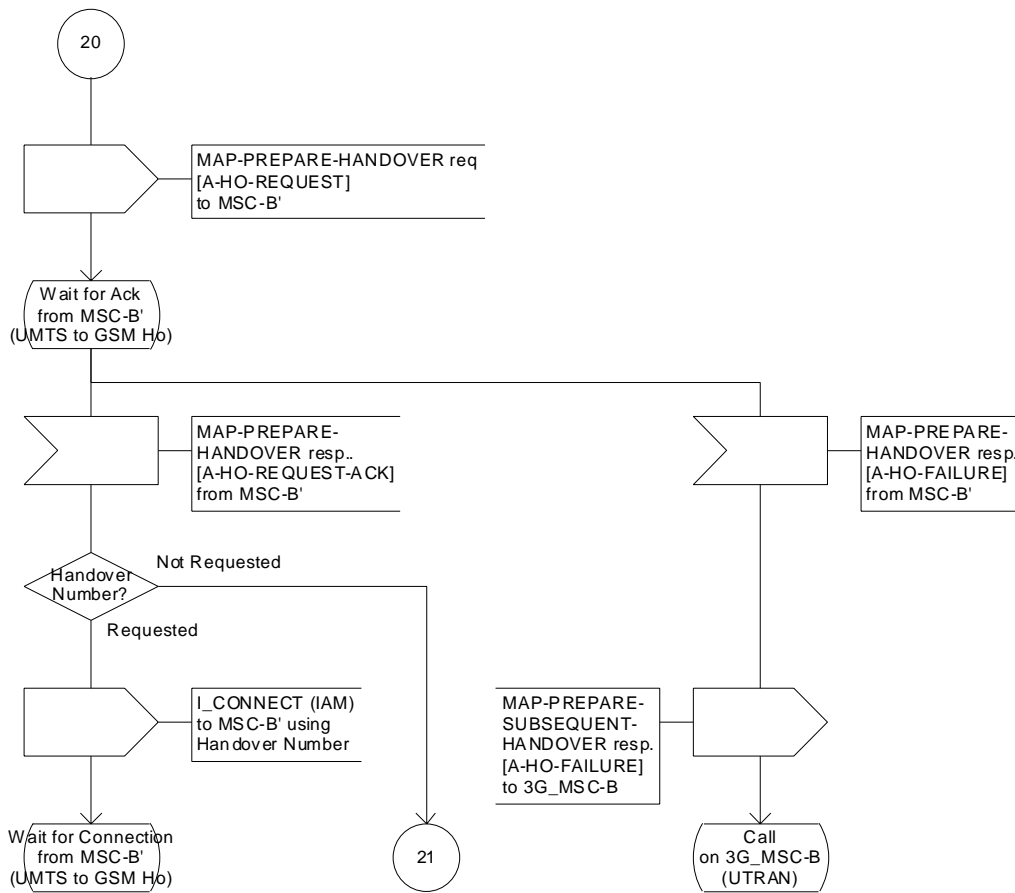 20
MAP-PREPARE-HANDOVER req
[A-HO-REQUEST]
to MSC-B'
Wait for Ack
from MSC-B'
(UMTS to GSM Ho)
MAP-PREPARE-
HANDOVER resp..
[A-HO-REQUEST-ACK]
from MSC-B'
MAP-PREPARE-
HANDOVER resp.
[A-HO-FAILURE]
from MSC-B'
Handover
Number?
Not Requested
Requested
I_CONNECT (IAM)
to MSC-B' using
Handover Number
MAP-PREPARE-
SUBSEQUENT-
HANDOVER resp.
[A-HO-FAILURE]
to 3G_MSC-B
Wait for Connection
from MSC-B'
(UMTS to GSM Ho)
21
Call
on 3G_MSC-B
(UTRAN)